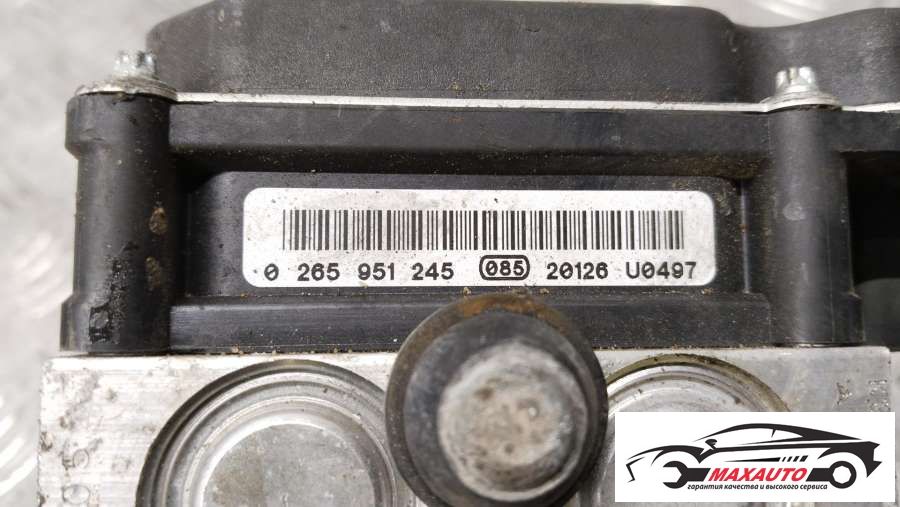 0 265 951 245 085 20126 U0497
MAXAUTO
гарантия качества и высокого сервиса